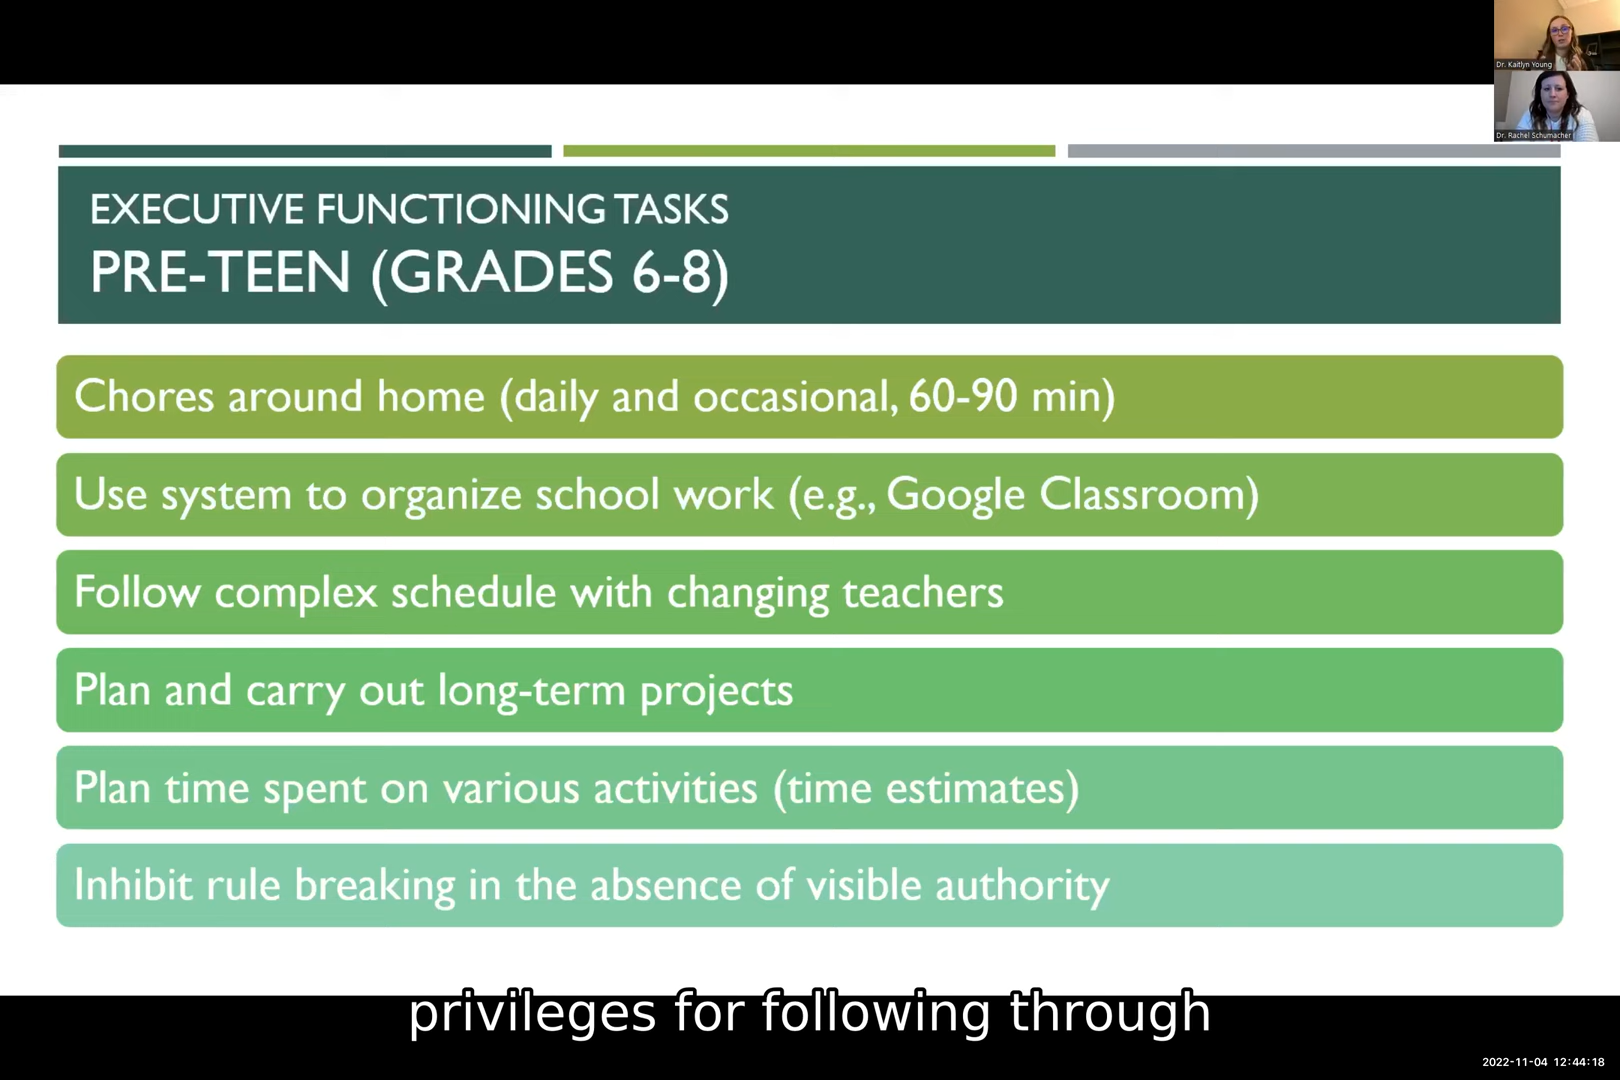 Dr. Kaitlyn Young
Dr. Rachel Schumacher
EXECUTIVE FUNCTIONING TASKS
PRE-TEEN (GRADES 6-8)
Chores around home (daily and occasional, 60-90 min)
Use system to organize school work (e.g., Google Classroom)
Follow complex schedule with changing teachers
Plan and carry out long-term projects
Plan time spent on various activities (time estimates)
Inhibit rule breaking in the absence of visible authority
privileges for following through
2022-11-04 12:44:18